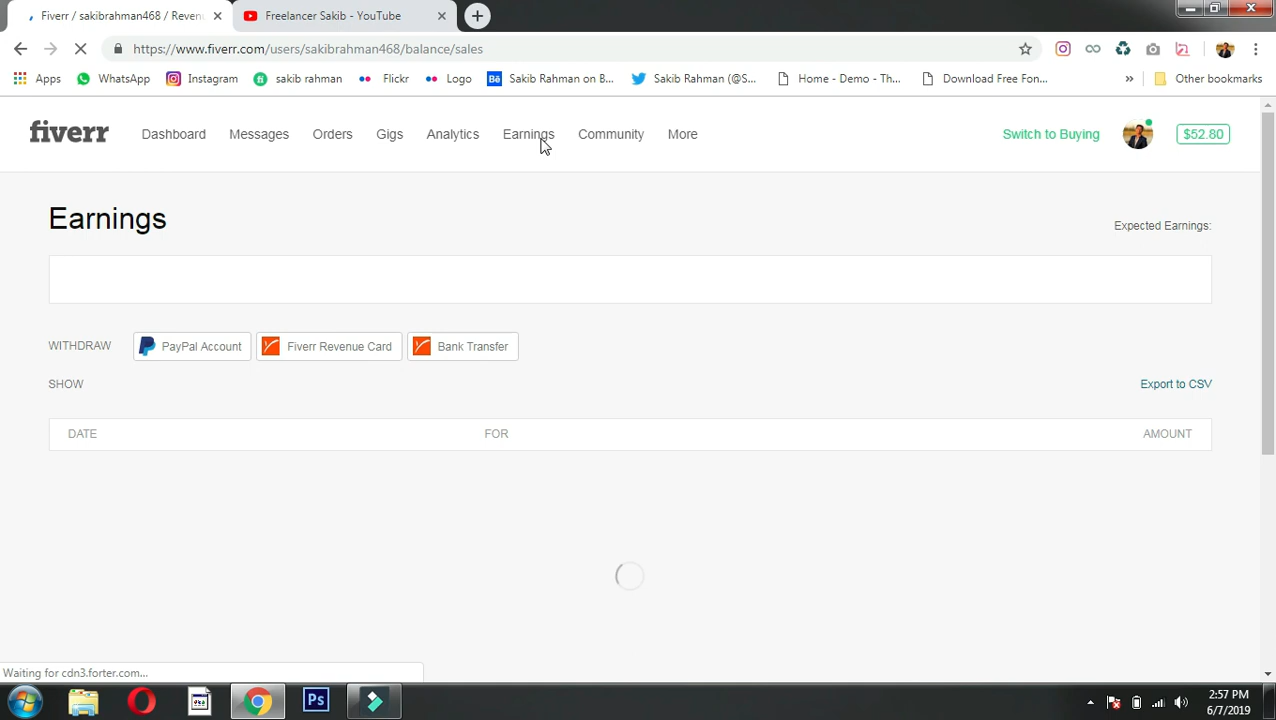 Fiverr / sakibrahman468 / Reven
Freelancer Sakib - YouTube
https://www.fiverr.com/users/sakibrahman468/balance/sales
Apps
WhatsApp
Instagram
fi
sakib rahman
Flickr
Logo
Bē
Sakib Rahman on B...
Sakib Rahman (@S...
Home - Demo - Th...
Download Free Fon...
»
Other bookmarks
fiverr
Dashboard
Messages
Orders
Gigs
Analytics
Earnings
Community
More
Switch to Buying
$52.80
Earnings
Expected Earnings:
WITHDRAW
PayPal Account
Fiverr Revenue Card
Bank Transfer
SHOW
Export to CSV
DATE
FOR
AMOUNT
Waiting for cdn3.forter.com...
Ps
2:57 PM
6/7/2019